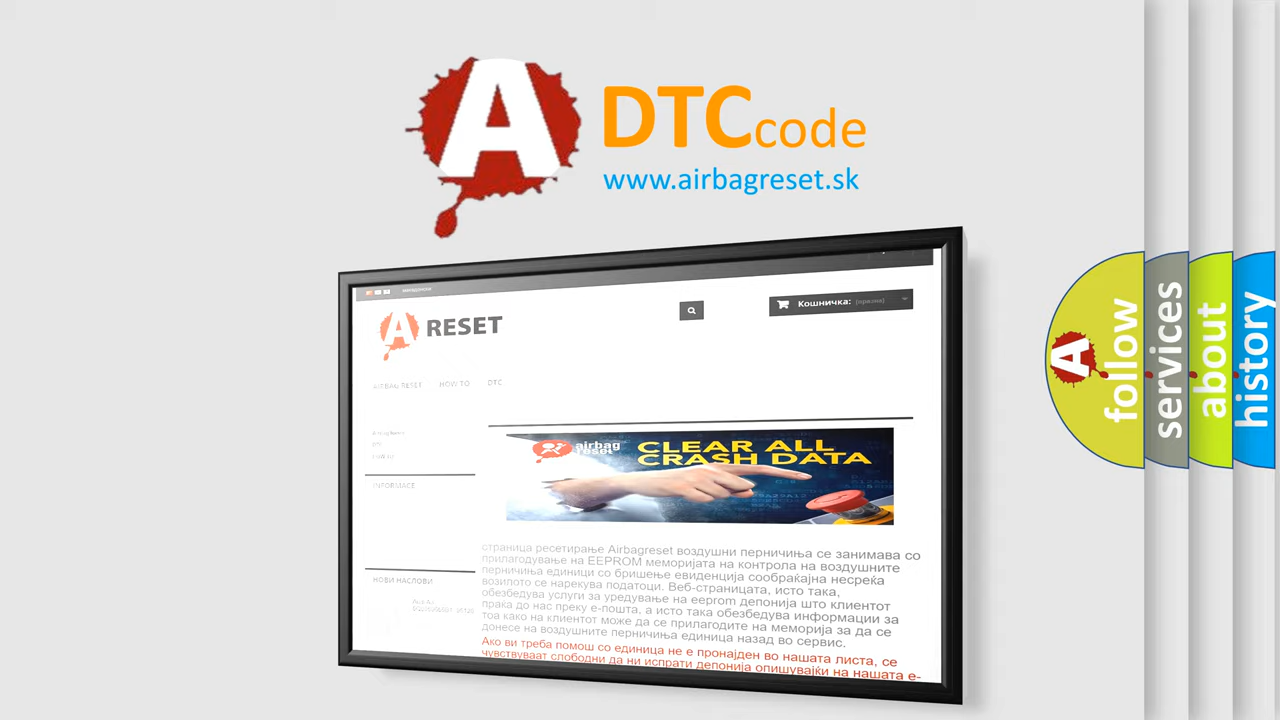 A
DTCcode
www.airbagreset.sk
A RESET
Кошничка: (празни)
AIRBAG RESET HOW TO DTC
airbag
reset
CLEAR ALL
CRASH DATA
INFORMACE
НОВИ НАСЛОВИ
страница ресетирање Airbagreset воздушни перничиња се занимава со
прилагодување на EEPROM меморијата на контрола на воздушните
перничиња единици со бришење евиденција сообраќајна несреќа
возилото се нарекува податоци. Веб-страницата, исто така,
обезбедува услуги за уредување на eeprom депонија што клиентот
праќа до нас преку е-пошта, а исто така обезбедува информации за
тоа како на клиентот може да се прилагодите на меморија за да се
донесе на воздушните перничиња единица назад во сервис.
Ако ви треба помош со единица не е пронајден во нашата листа, се
чувствуваат слободни да ни испрати депонија опишувајќи на нашата е-
A
follow
services
about
history